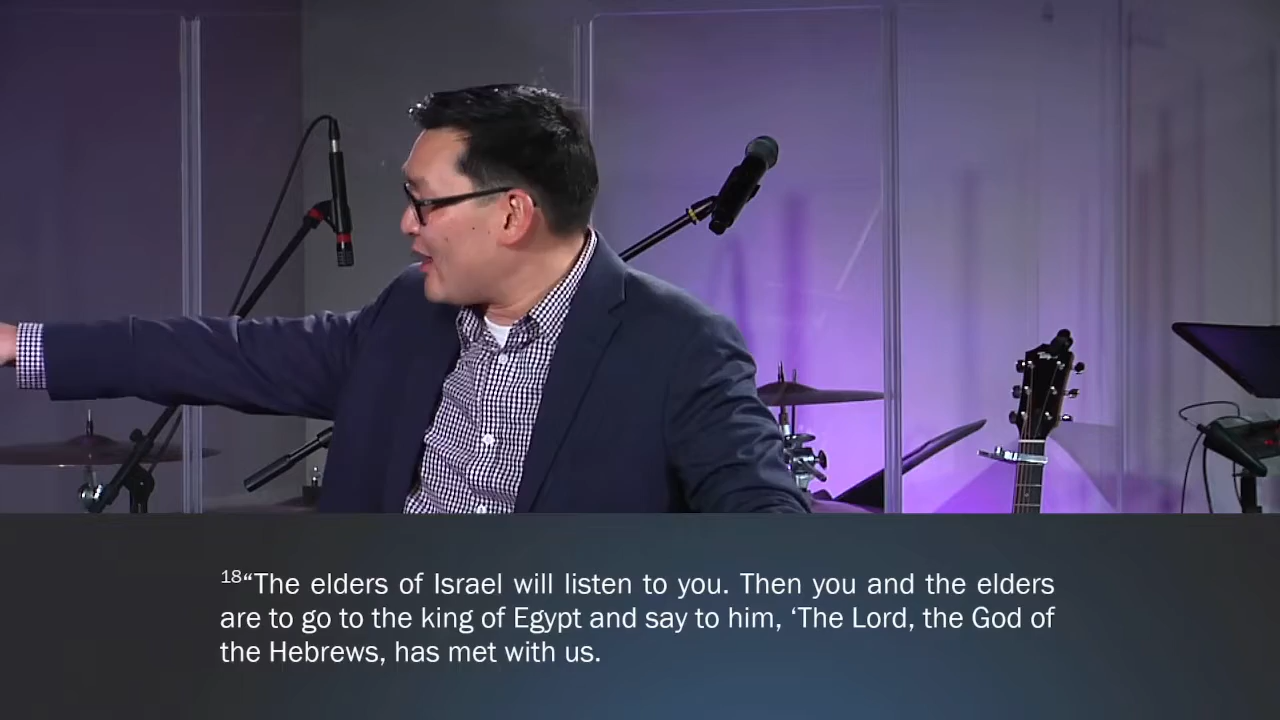 18“The elders of Israel will listen to you. Then you and the elders
are to go to the king of Egypt and say to him, ‘The Lord, the God of
the Hebrews, has met with us.
Taylor